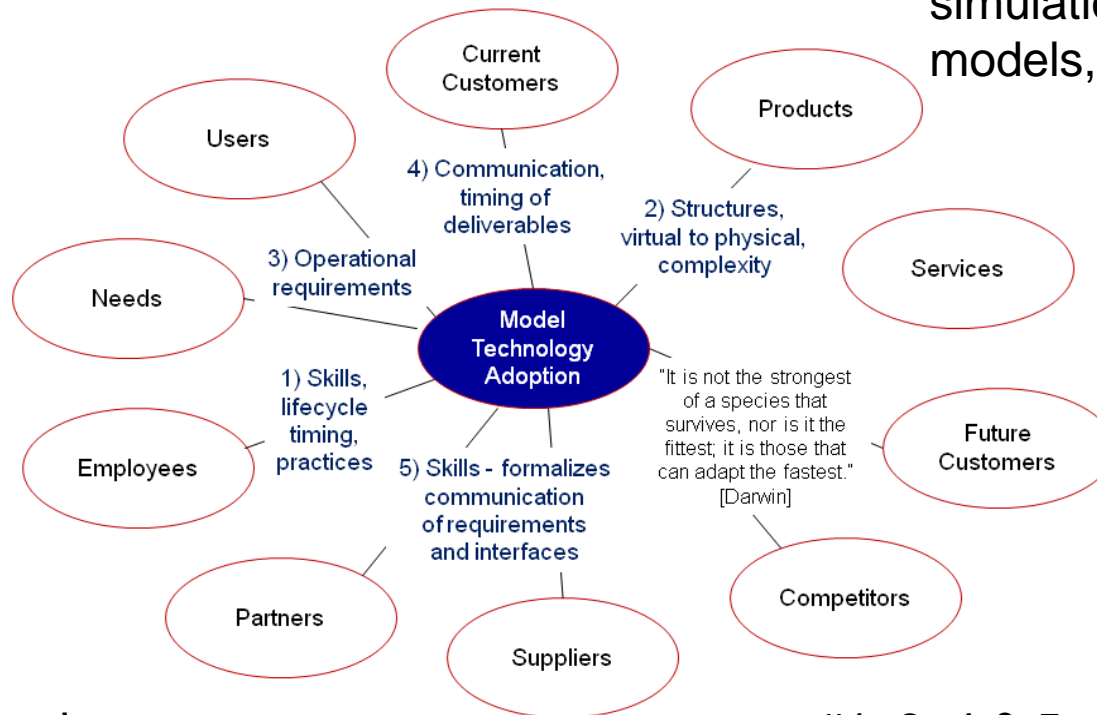 simulatio
models,
Current
Customers
Products
Users
4) Communication,
timing of
deliverables
2) Structures,
virtual to physical,
complexity
Services
3) Operational
requirements
Needs
Model
Technology
Adoption
"It is not the strongest
of a species that
survives, nor is it the
fittest; it is those that
can adapt the fastest."
[Darwin]
1) Skills,
lifecycle
timing,
practices
Future
Customers
Employees
5) Skills - formalizes
communication
of requirements
and interfaces
Competitors
Partners
Suppliers